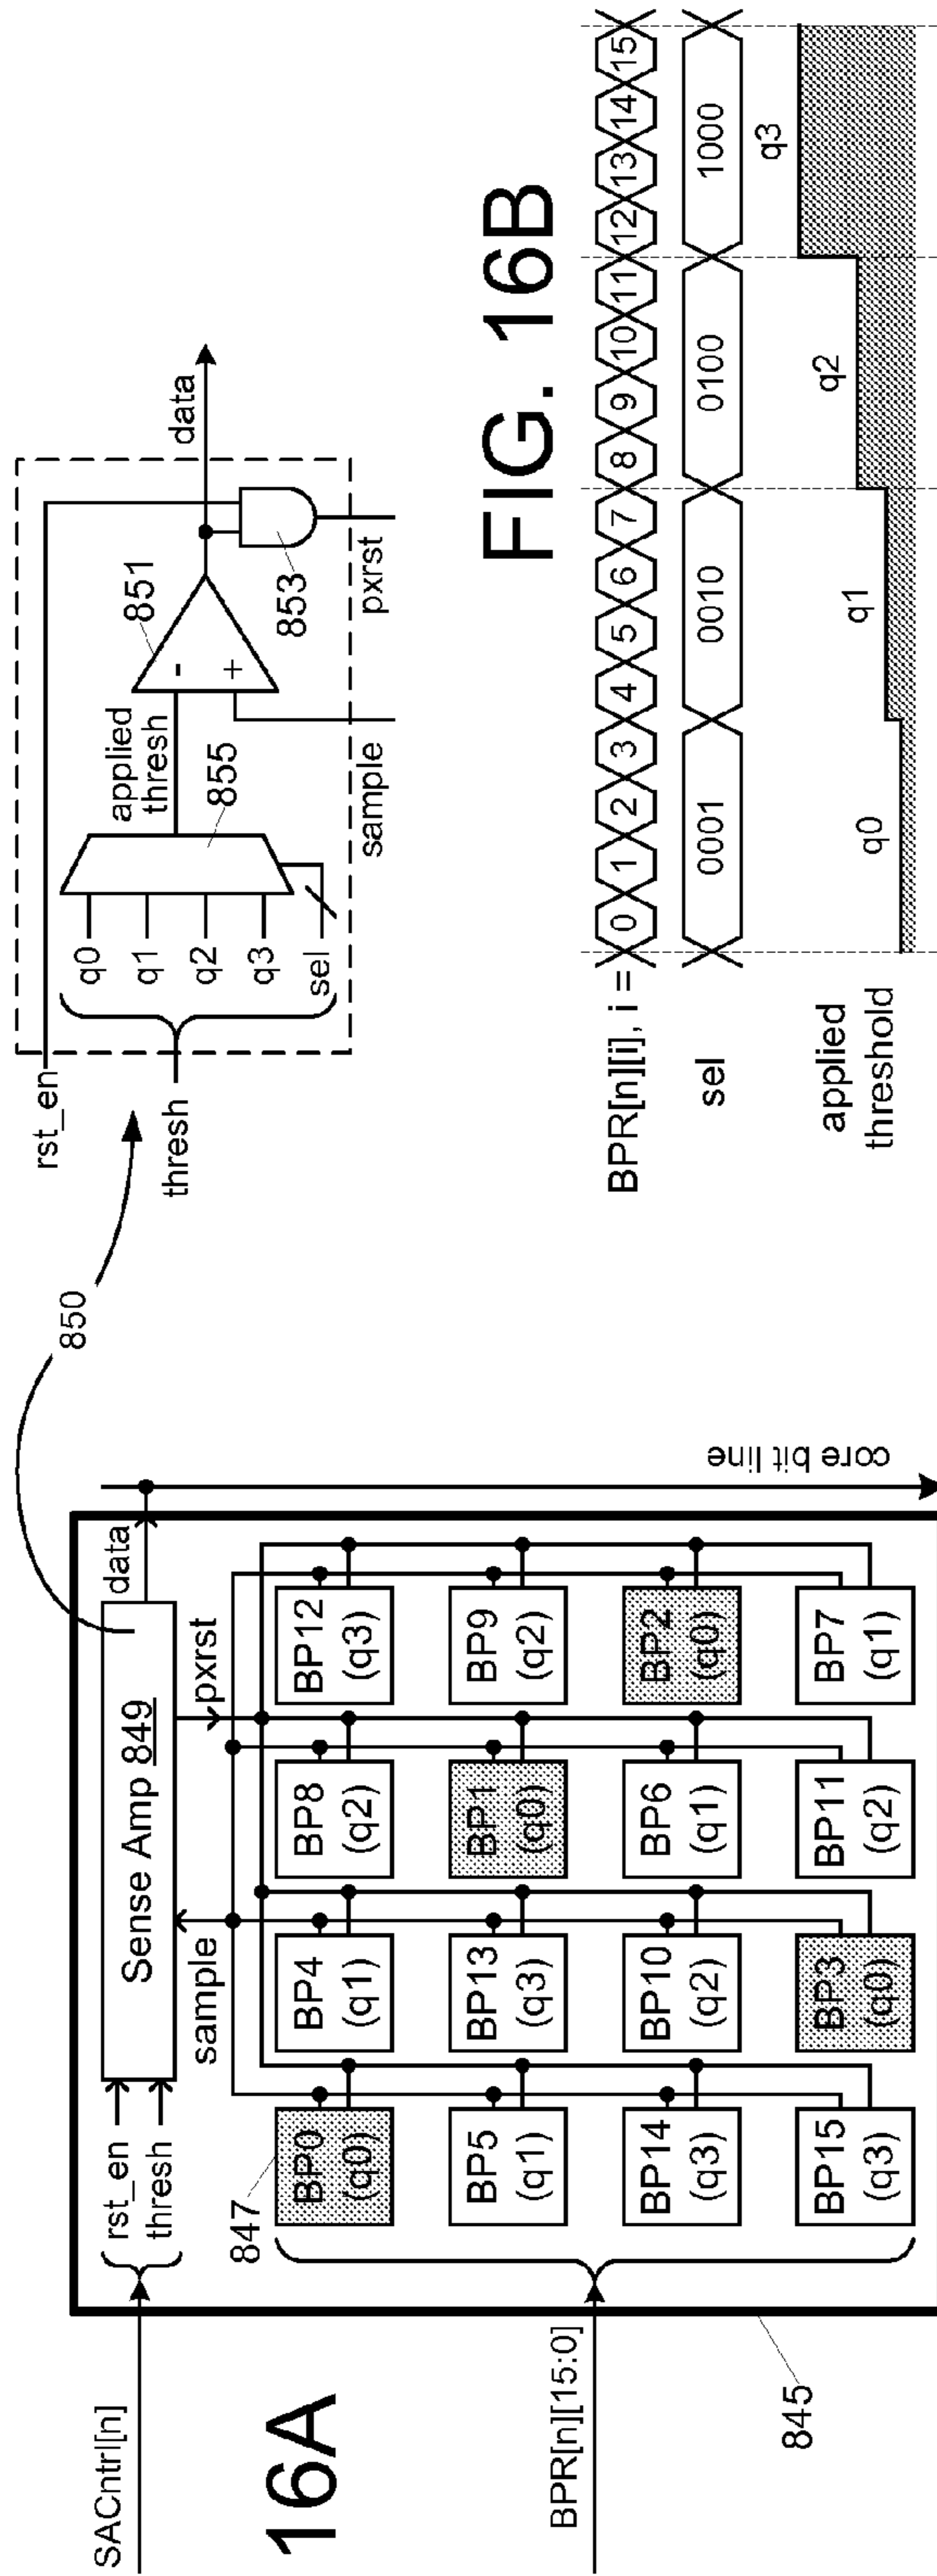 16A
SACntrl[n]
rst_en
thresh
Sense Amp 849
data
850
core bit line
sample
pxrst
847
BP0
(q0)
BP4
(q1)
BP8
(q2)
BP12
(q3)
BP5
(q1)
BP13
(q3)
BP1
(q0)
BP9
(q2)
BP14
(q3)
BP10
(q2)
BP6
(q1)
BP2
(q0)
BP15
(q3)
BP3
(q0)
BP11
(q2)
BP7
(q1)
BPR[n][15:0]
845
rst_en
thresh
q0
q1
q2
q3
sel
applied
thresh
855
851
-
+
853
data
sample
pxrst
FIG. 16B
BPR[n][i], i = 0 1 2 3 4 5 6 7 8 9 10 11 12 13 14 15
sel 0001 0010 0100 1000
applied
threshold
q0 q1 q2 q3